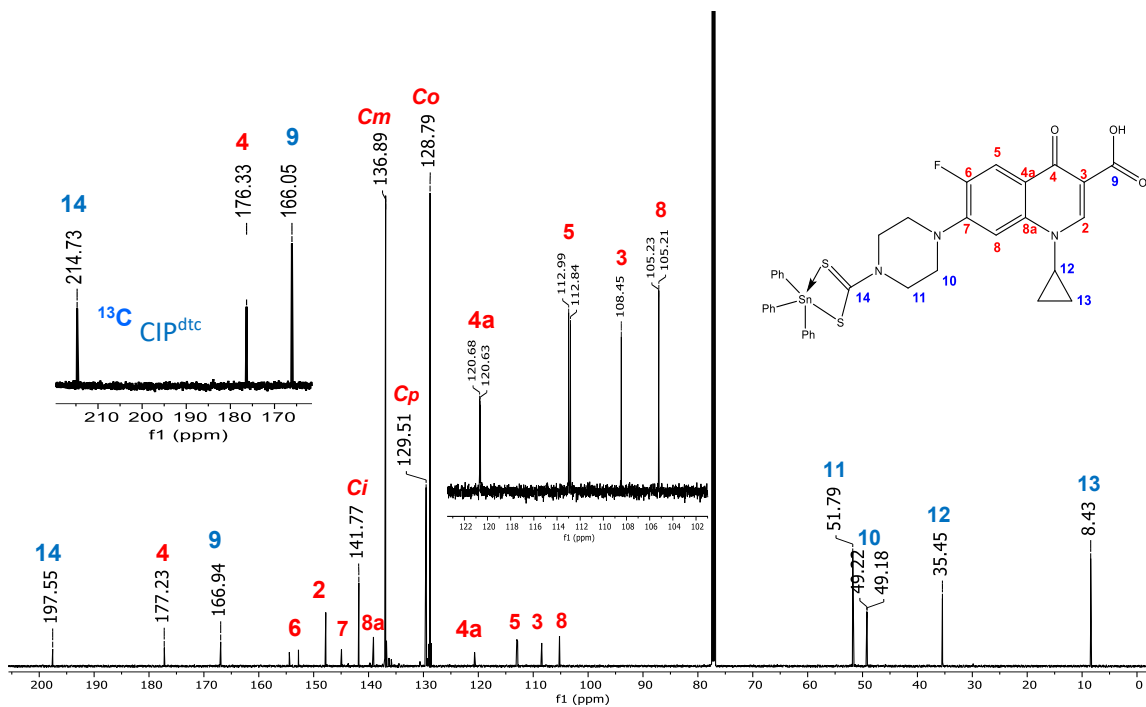 14
214.73
4
176.33
9
166.05
13C CIPdtc
210 200 190 180 170
f1 (ppm)
Cm
136.89
Co
128.79
Cp
129.51
Ci
141.77
4a
120.68
120.63
5
112.99
112.84
3
108.45
8
105.23
105.21
122 120 118 116 114 112 110 108 106 104 102
f1 (ppm)
O
OH
F
5
6
4a
4
3
9
O
7
8a
2
N
8
N
10
12
S
N
11
13
Ph
Ph
Sn
14
S
Ph
14
197.55
4
177.23
9
166.94
6
2
7
8a
4a
5
3
8
11
51.79
10
49.22
49.18
12
35.45
13
8.43
200 190 180 170 160 150 140 130 120 110 100 90 80
f1 (ppm)
70 60 50 40 30 20 10 0
f1 (ppm)